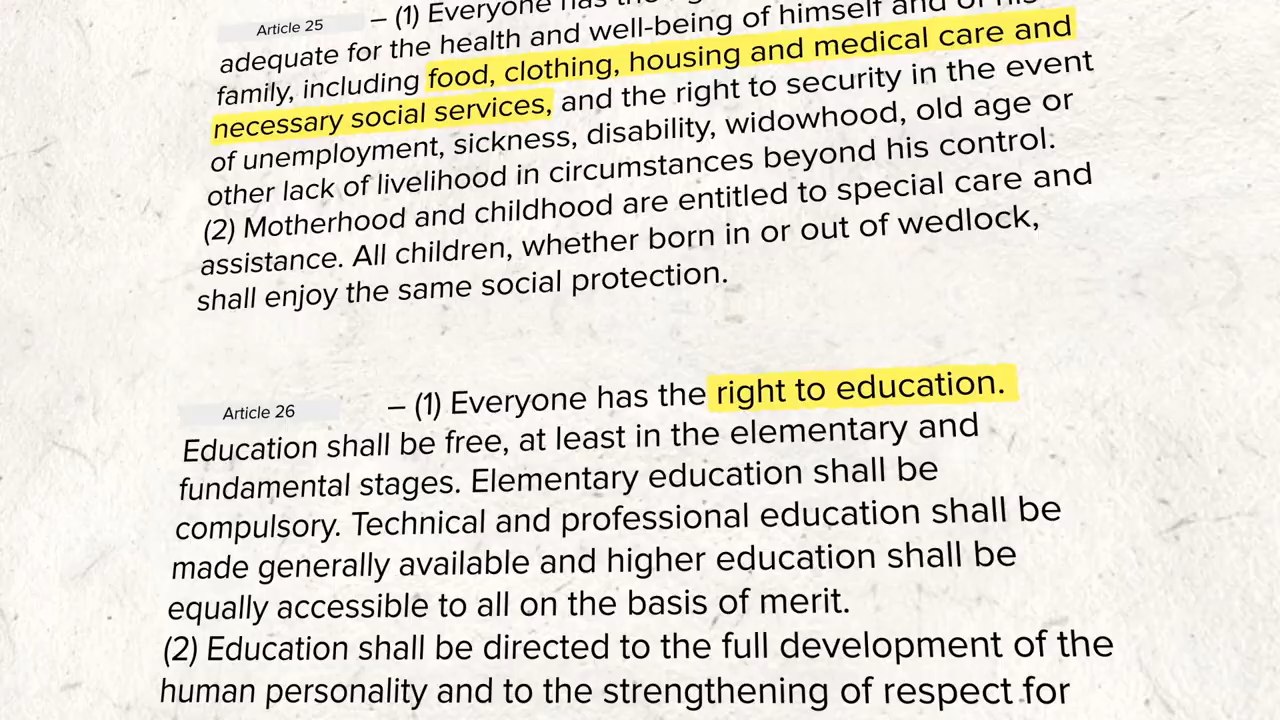 Article 25 – (1) Everyone has the
adequate for the health and well-being of himself and of his
family, including food, clothing, housing and medical care and
necessary social services, and the right to security in the event
of unemployment, sickness, disability, widowhood, old age or
other lack of livelihood in circumstances beyond his control.
(2) Motherhood and childhood are entitled to special care and
assistance. All children, whether born in or out of wedlock,
shall enjoy the same social protection.
Article 26 – (1) Everyone has the right to education.
Education shall be free, at least in the elementary and
fundamental stages. Elementary education shall be
compulsory. Technical and professional education shall be
made generally available and higher education shall be
equally accessible to all on the basis of merit.
(2) Education shall be directed to the full development of the
human personality and to the strengthening of respect for